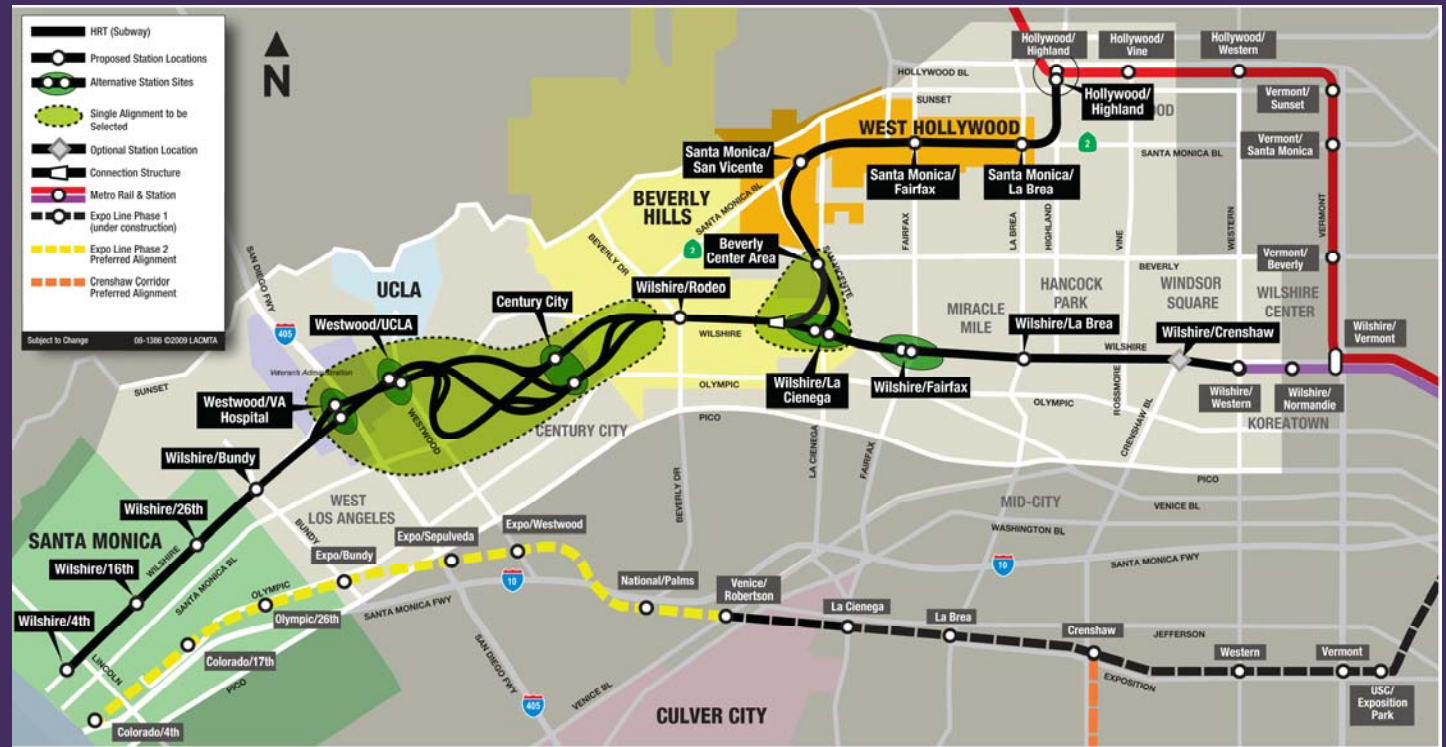 HRT (Subway)
Proposed Station Locations
Alternative Station Sites
Single Alignment to be
Selected
Optional Station Location
Connection Structure
Metro Rail & Station
Expo Line Phase 1
(under construction)
Expo Line Phase 2
Preferred Alignment
Crenshaw Corridor
Preferred Alignment
Subject to Change
08-1386 ©2009 LACMTA
N
Hollywood/
Highland
Hollywood/
Vine
Hollywood/
Western
HOLLYWOOD BL
Hollywood/
Highland
OOD
Vermont/
Sunset
SUNSET
WEST HOLLYWOOD
2
Santa Monica/
San Vicente
Santa Monica/
Fairfax
Santa Monica/
La Brea
SANTA MONICA BL
Vermont/
Santa Monica
BEVERLY
HILLS
SANTA MONICA BL
2
BEVERLY DR
FAIRFAX
LA BREA
HIGHLAND
VINE
WESTERN
VERMONT
Beverly
Center Area
SAN VICENTE
BEVERLY
Vermont/
Beverly
SAN DIEGO FWY
405
UCLA
Century City
Wilshire/Rodeo
WILSHIRE
MIRACLE
MILE
HANCOCK
PARK
WINDSOR
SQUARE
WILSHIRE
CENTER
Westwood/UCLA
Wilshire/La Brea
WILSHIRE
Wilshire/Crenshaw
Wilshire/
Vermont
Veteran's Administration
SUNSET
Westwood/VA
Hospital
WESTWOOD
CENTURY CITY
OLYMPIC
PICO
Wilshire/La
Cienega
Wilshire/Fairfax
OLYMPIC
ROSSMORE
CRENSHAW BL
Wilshire/
Western
Wilshire/
Normandie
KOREATOWN
Wilshire/Bundy
WEST
LOS ANGELES
BUNDY
BEVERLY DR
LA CIENEGA
FAIRFAX
MID-CITY
PICO
VENICE BL
WASHINGTON BL
SANTA MONICA FWY
10
Wilshire/26th
SANTA MONICA
Wilshire/16th
WILSHIRE
SANTA MONICA BL
Expo/Bundy
Expo/Sepulveda
Expo/Westwood
10
OLYMPIC
Olympic/26th
SANTA MONICA FWY
National/Palms
Venice/
Robertson
La Cienega
La Brea
Crenshaw
JEFFERSON
Western
Vermont
EXPOSITION
USC/
Exposition
Park
Wilshire/4th
LINCOLN
Colorado/17th
PICO
Colorado/4th
SAN DIEGO FWY
405
VENICE BL
CULVER CITY